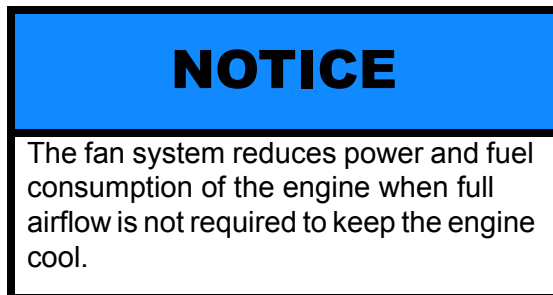 NOTICE
The fan system reduces power and fuel
consumption of the engine when full
airflow is not required to keep the engine
cool.